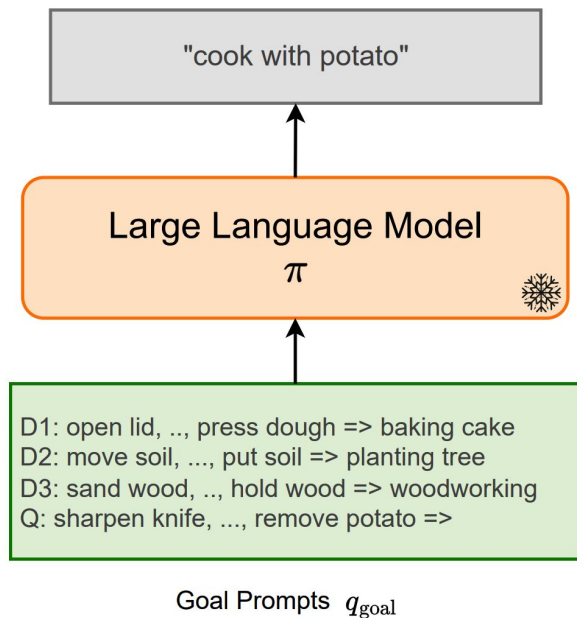 "cook with potato"
Large Language Model
π
D1: open lid, .., press dough => baking cake
D2: move soil, ..., put soil => planting tree
D3: sand wood, .., hold wood => woodworking
Q: sharpen knife, ..., remove potato =>
Goal Prompts q_goal